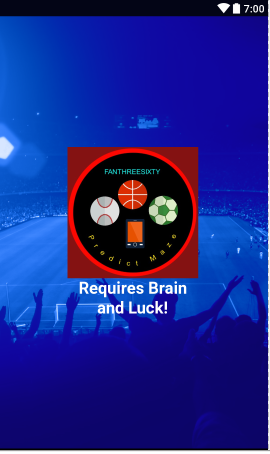 7:00
FANTHREESIXTY
Predict Maze
Requires Brain
and Luck!